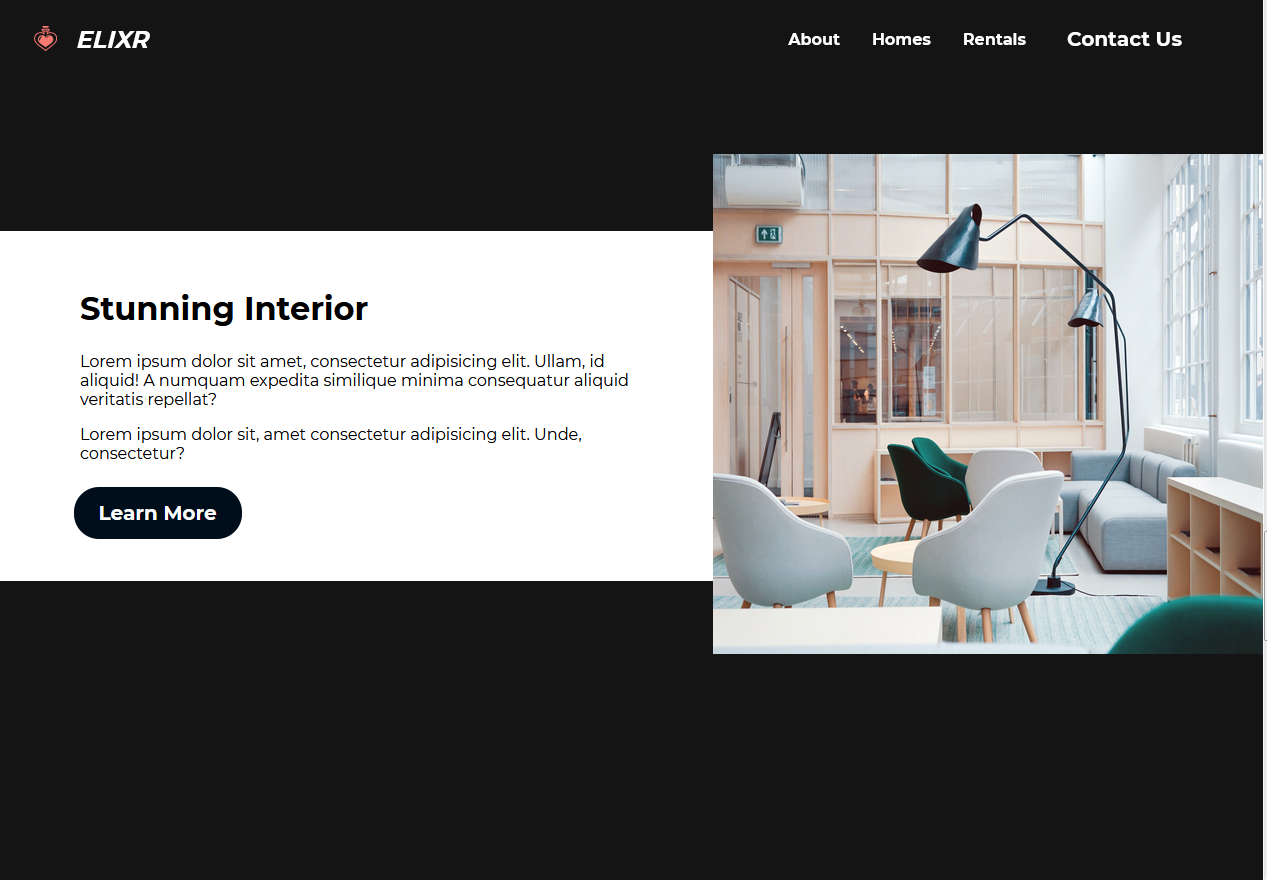 ELIXR
About Homes Rentals Contact Us
Stunning Interior
Lorem ipsum dolor sit amet, consectetur adipisicing elit. Ullam, id
aliquid! A numquam expedita similique minima consequatur aliquid
veritatis repellat?
Lorem ipsum dolor sit, amet consectetur adipisicing elit. Unde,
consectetur?
Learn More